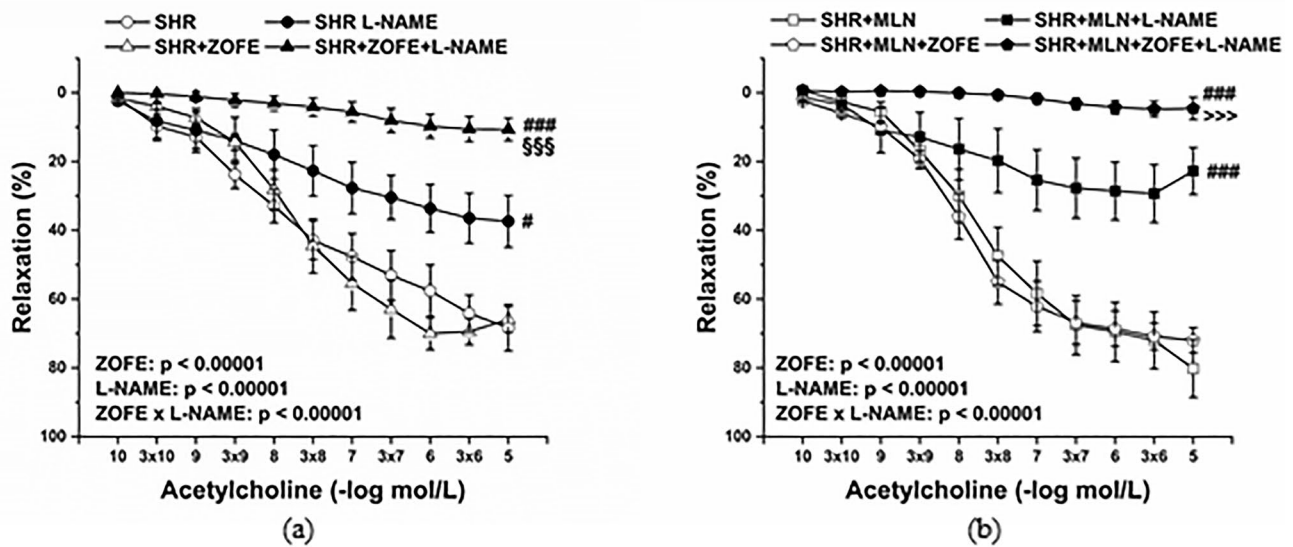 SHR SHR L-NAME
SHR+ZOFE SHR+ZOFE+L-NAME
0
20
40
60
80
100
Relaxation (%)
###
§§§
#
ZOFE: p < 0.00001
L-NAME: p < 0.00001
ZOFE x L-NAME: p < 0.00001
10 3x10 9 3x9 8 3x8 7 3x7 6 3x6 5
Acetylcholine (-log mol/L)
(a)
SHR+MLN SHR+MLN+L-NAME
SHR+MLN+ZOFE SHR+MLN+ZOFE+L-NAME
0
20
40
60
80
100
Relaxation (%)
###
>>>
###
ZOFE: p < 0.00001
L-NAME: p < 0.00001
ZOFE x L-NAME: p < 0.00001
10 3x10 9 3x9 8 3x8 7 3x7 6 3x6 5
Acetylcholine (-log mol/L)
(b)